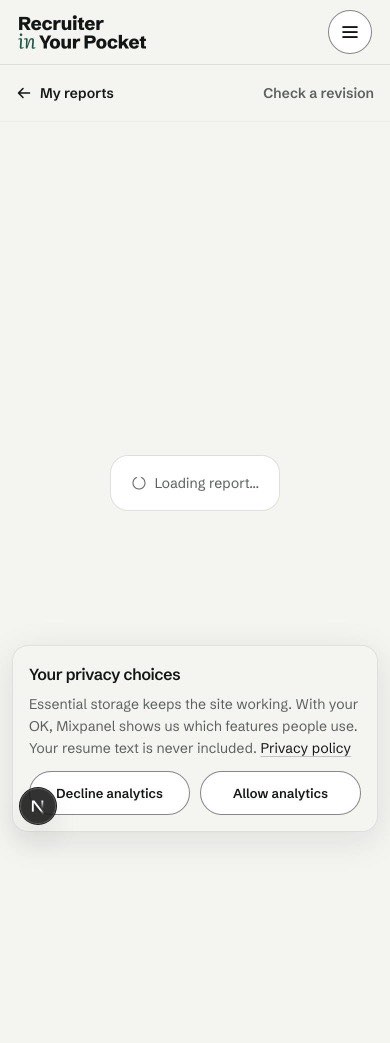 Recruiter
in Your Pocket
My reports
Check a revision
Loading report...
Your privacy choices
Essential storage keeps the site working. With your
OK, Mixpanel shows us which features people use.
Your resume text is never included. Privacy policy
Decline analytics
Allow analytics
N